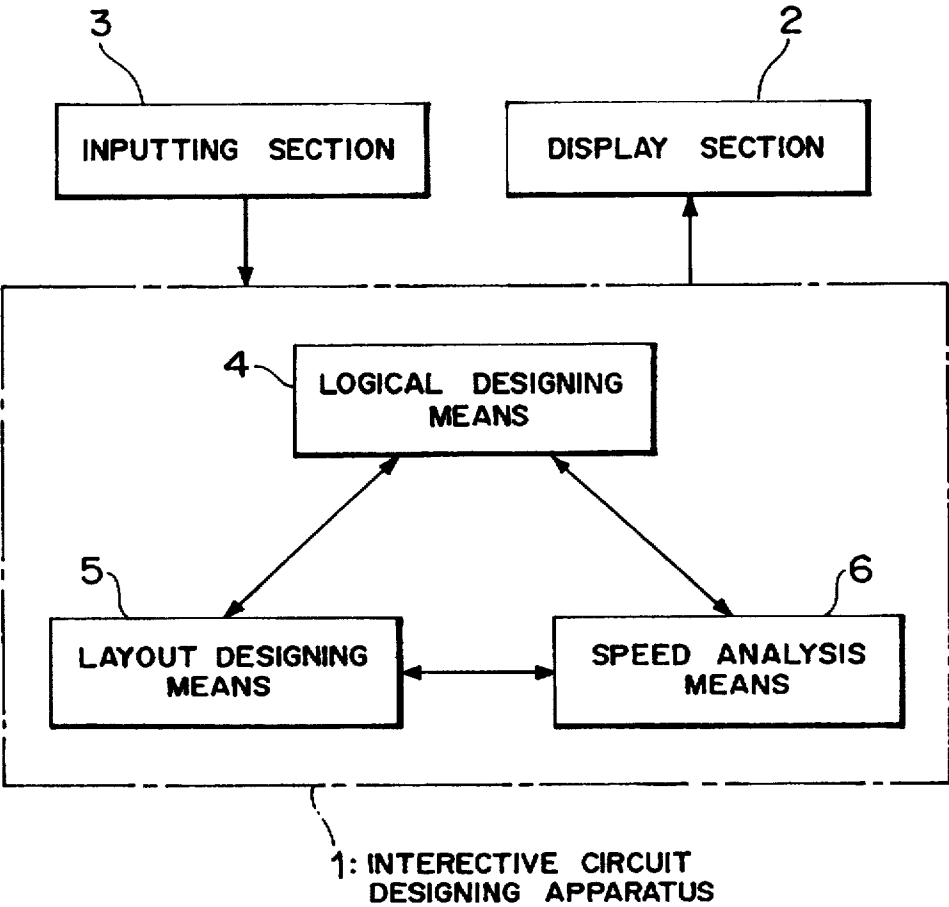 3
2
INPUTTING SECTION
DISPLAY SECTION
4
LOGICAL DESIGNING
MEANS
5
6
LAYOUT DESIGNING
MEANS
SPEED ANALYSIS
MEANS
1: INTERECTIVE CIRCUIT
DESIGNING APPARATUS